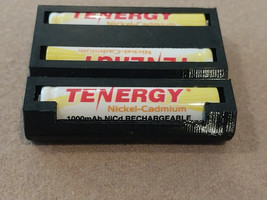 Nickel-Cadmium
TENERGY
TENERGY
TENERGY®
Nickel-Cadmium
1000mAh NiCd RECHARGEABLE